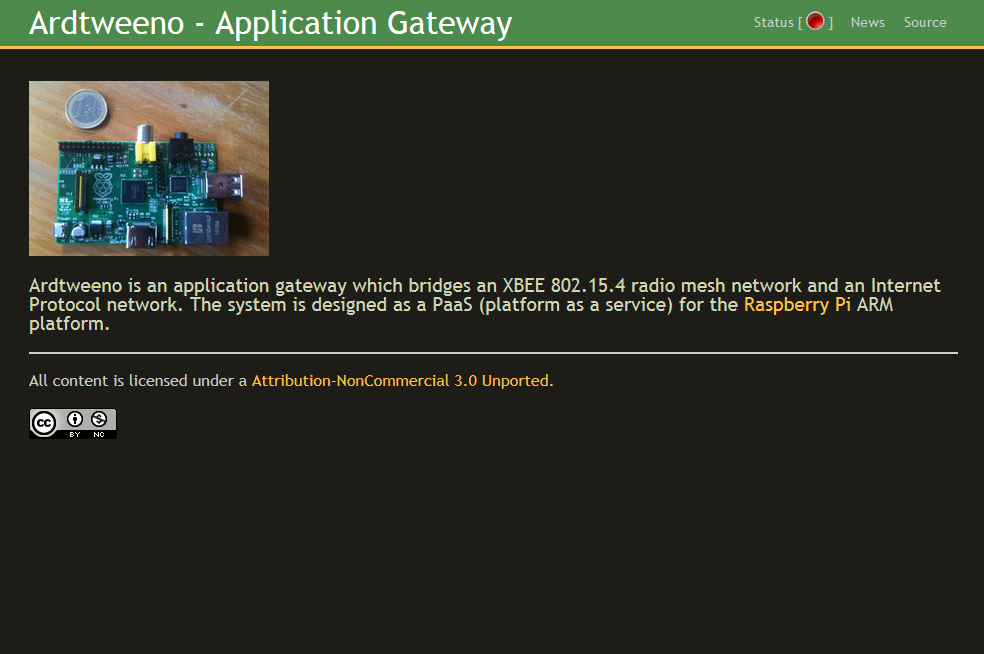 Ardtweeno - Application Gateway
Status [ ] News Source
Ardtweeno is an application gateway which bridges an XBEE 802.15.4 radio mesh network and an Internet
Protocol network. The system is designed as a PaaS (platform as a service) for the Raspberry Pi ARM
platform.
All content is licensed under a Attribution-NonCommercial 3.0 Unported.
cc
BY NC